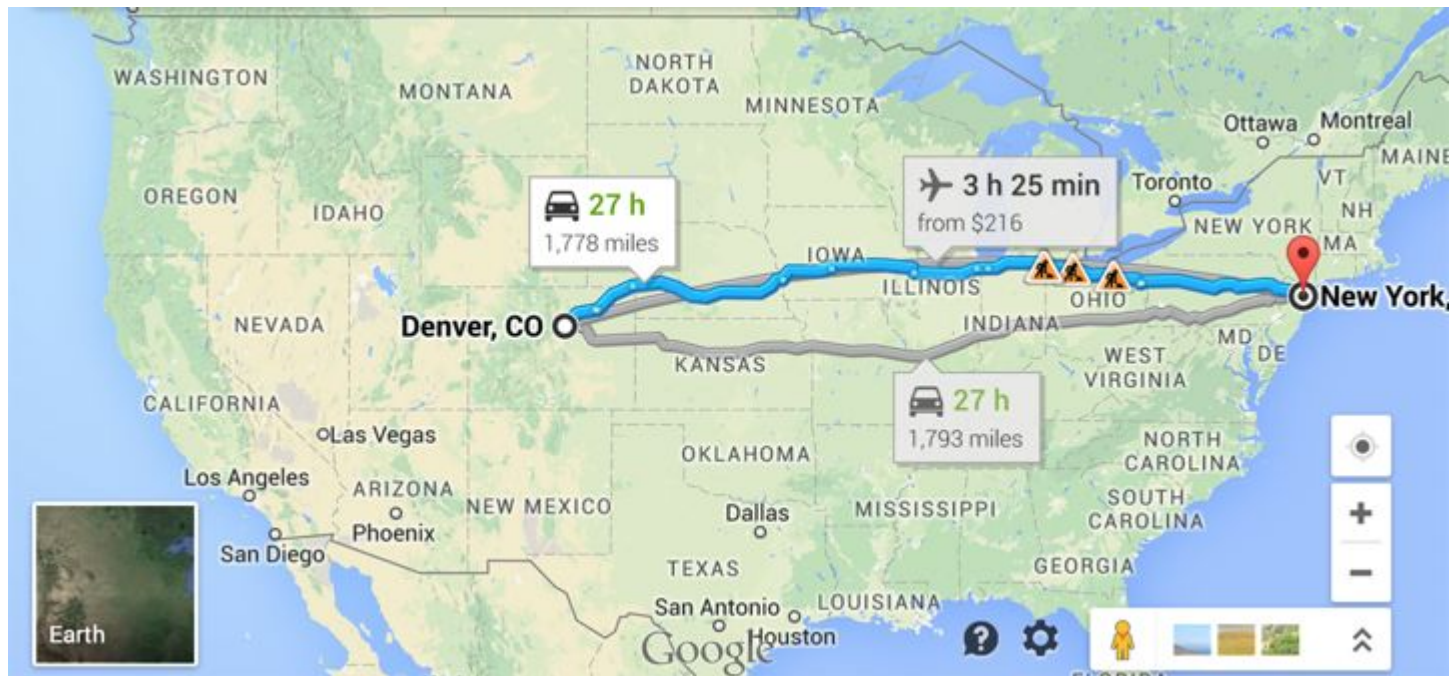 NORTH
DAKOTA
WASHINGTON
MONTANA
MINNESOTA
Ottawa
Montreal
MAINE
OREGON
IDAHO
27 h
1,778 miles
3 h 25 min
from $216
Toronto
VT
NH
NEW YORK
MA
IOWA
ILLINOIS
OHIO
New York,
Denver, CO
NEVADA
INDIANA
MD
DE
KANSAS
WEST
VIRGINIA
27 h
1,793 miles
CALIFORNIA
Las Vegas
OKLAHOMA
NORTH
CAROLINA
Los Angeles
ARIZONA
NEW MEXICO
Phoenix
Dallas
MISSISSIPPI
SOUTH
CAROLINA
San Diego
TEXAS
GEORGIA
San Antonio
LOUISIANA
Houston
Earth
Google
FLORIDA